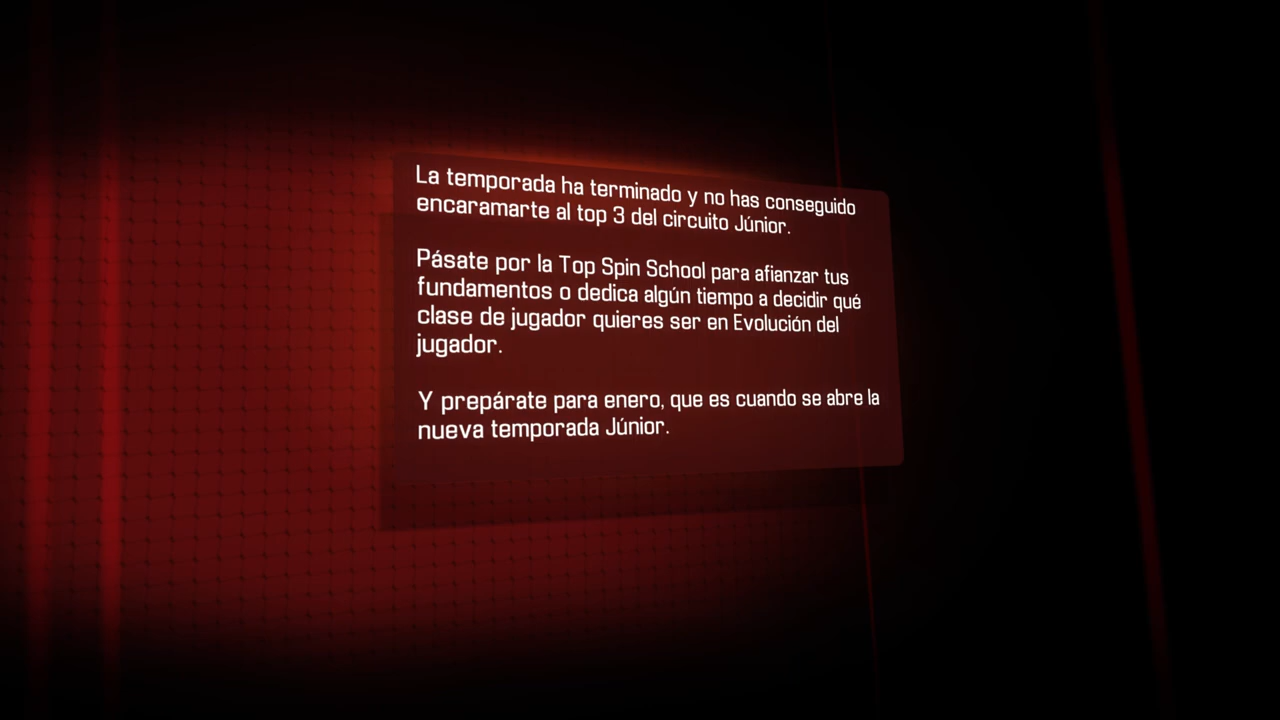 La temporada ha terminado y no has conseguido
encaramarte al top 3 del circuito Júnior.
Pásate por la Top Spin School para afianzar tus
fundamentos o dedica algún tiempo a decidir qué
clase de jugador quieres ser en Evolución del
jugador.
Y prepárate para enero, que es cuando se abre la
nueva temporada Júnior.